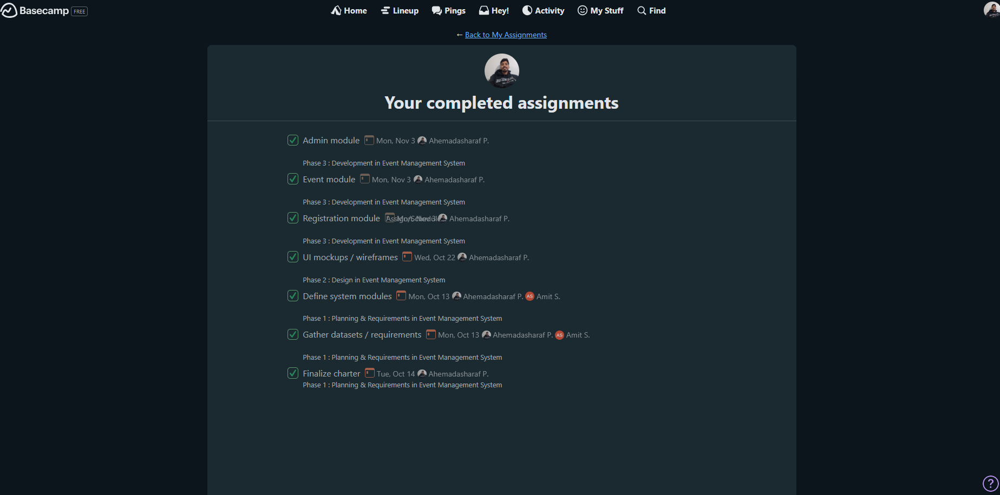 Basecamp FREE
Home Lineup Pings Hey! Activity My Stuff Find
← Back to My Assignments
Your completed assignments
Admin module Mon, Nov 3 Ahemadasharaf P.
Phase 3 : Development in Event Management System
Event module Mon, Nov 3 Ahemadasharaf P.
Phase 3 : Development in Event Management System
Registration module Assign/Schedule... Mon, Nov 3 Ahemadasharaf P.
Phase 3 : Development in Event Management System
UI mockups / wireframes Wed, Oct 22 Ahemadasharaf P.
Phase 2 : Design in Event Management System
Define system modules Mon, Oct 13 Ahemadasharaf P. AS Amit S.
Phase 1 : Planning & Requirements in Event Management System
Gather datasets / requirements Mon, Oct 13 Ahemadasharaf P. AS Amit S.
Phase 1 : Planning & Requirements in Event Management System
Finalize charter Tue, Oct 14 Ahemadasharaf P.
Phase 1 : Planning & Requirements in Event Management System
?